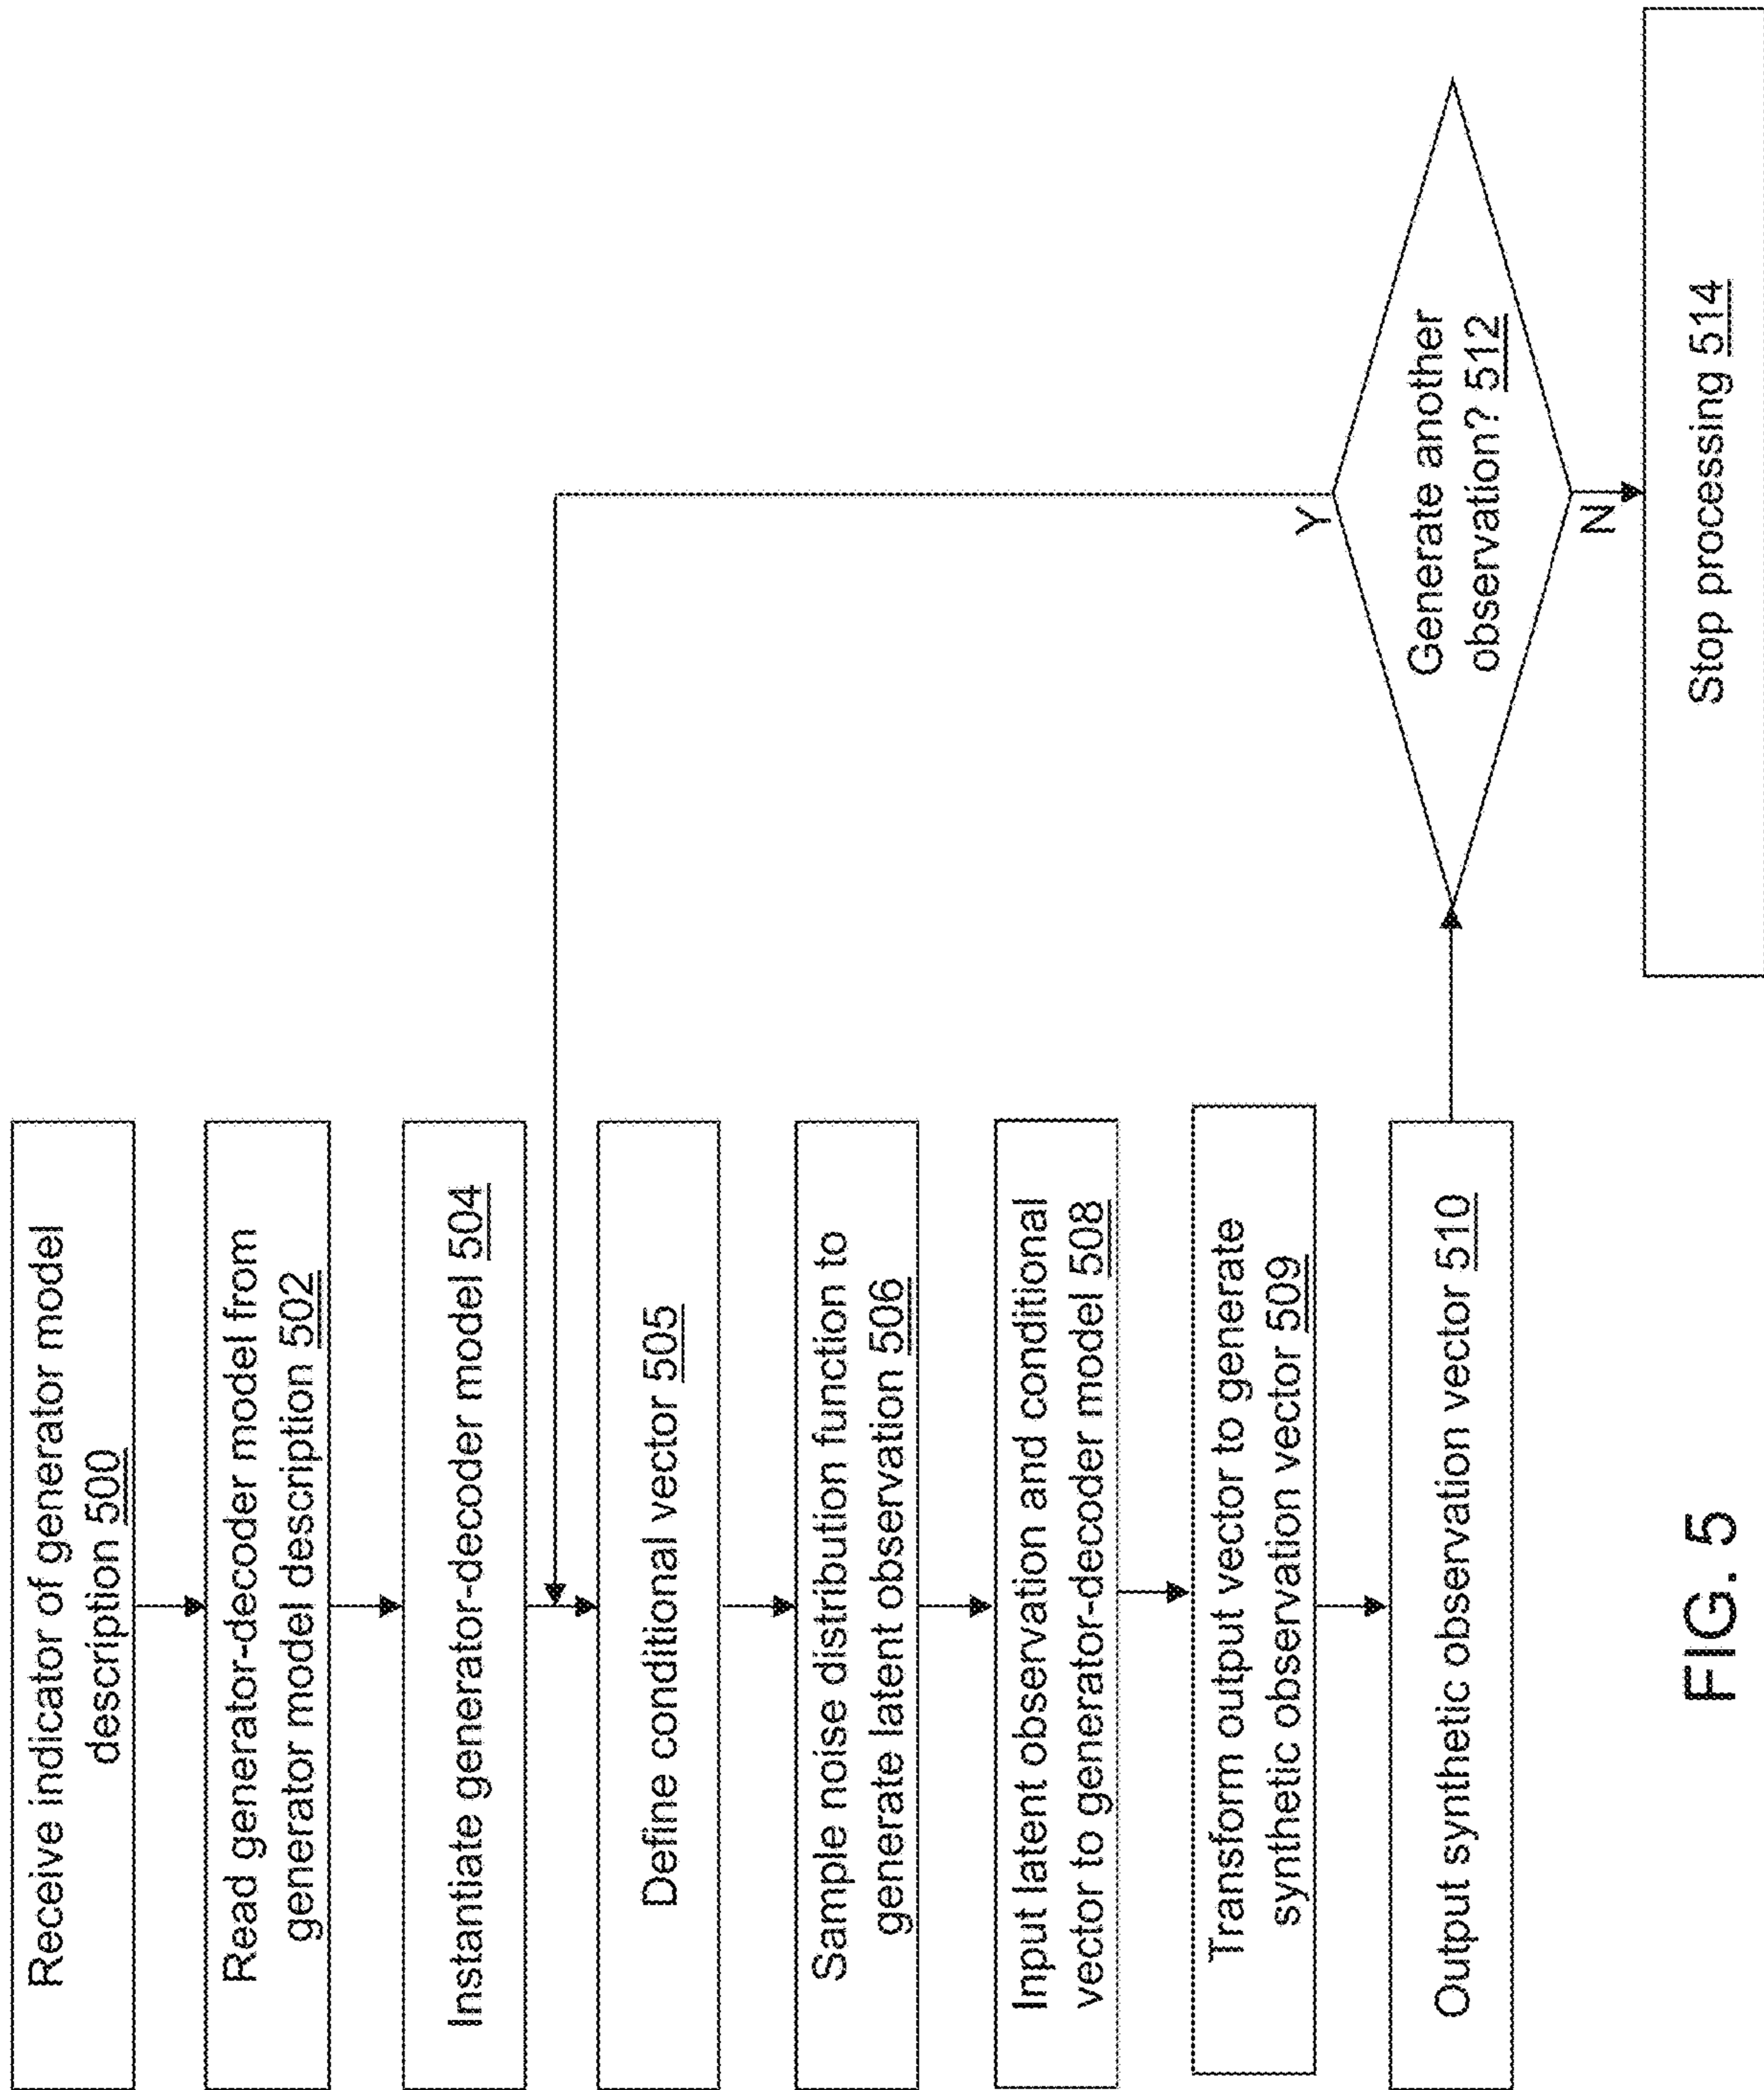 Receive indicator of generator model
description 500
Read generator-decoder model from
generator model description 502
Instantiate generator-decoder model 504
Define conditional vector 505
Sample noise distribution function to
generate latent observation 506
Input latent observation and conditional
vector to generator-decoder model 508
Transform output vector to generate
synthetic observation vector 509
Output synthetic observation vector 510
Y
Generate another
observation? 512
N
Stop processing 514
FIG. 5